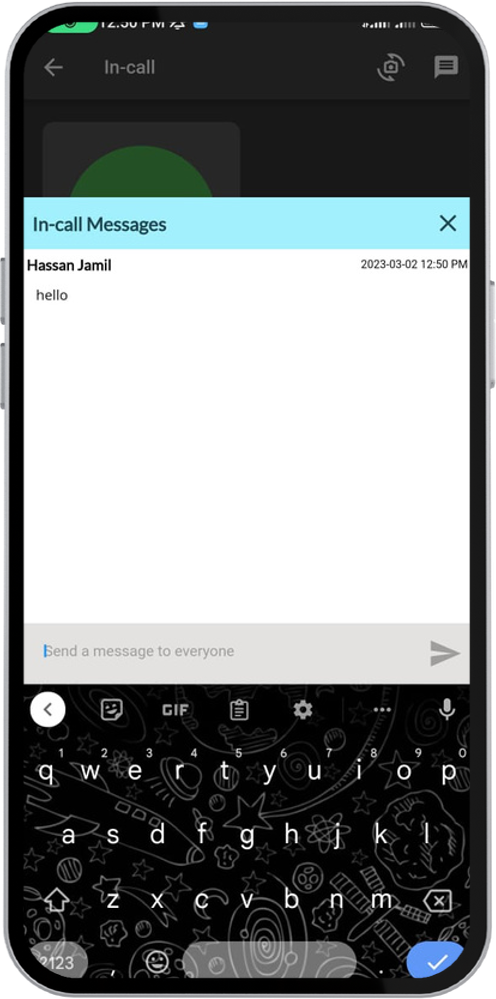 12:50 PM
In-call
In-call Messages
Hassan Jamil 2023-03-02 12:50 PM
hello
Send a message to everyone
GIF
1 2 3 4 5 6 7 8 9 0
q w e r t y u i o p
a s d f g h j k l
z x c v b n m
?123 , .